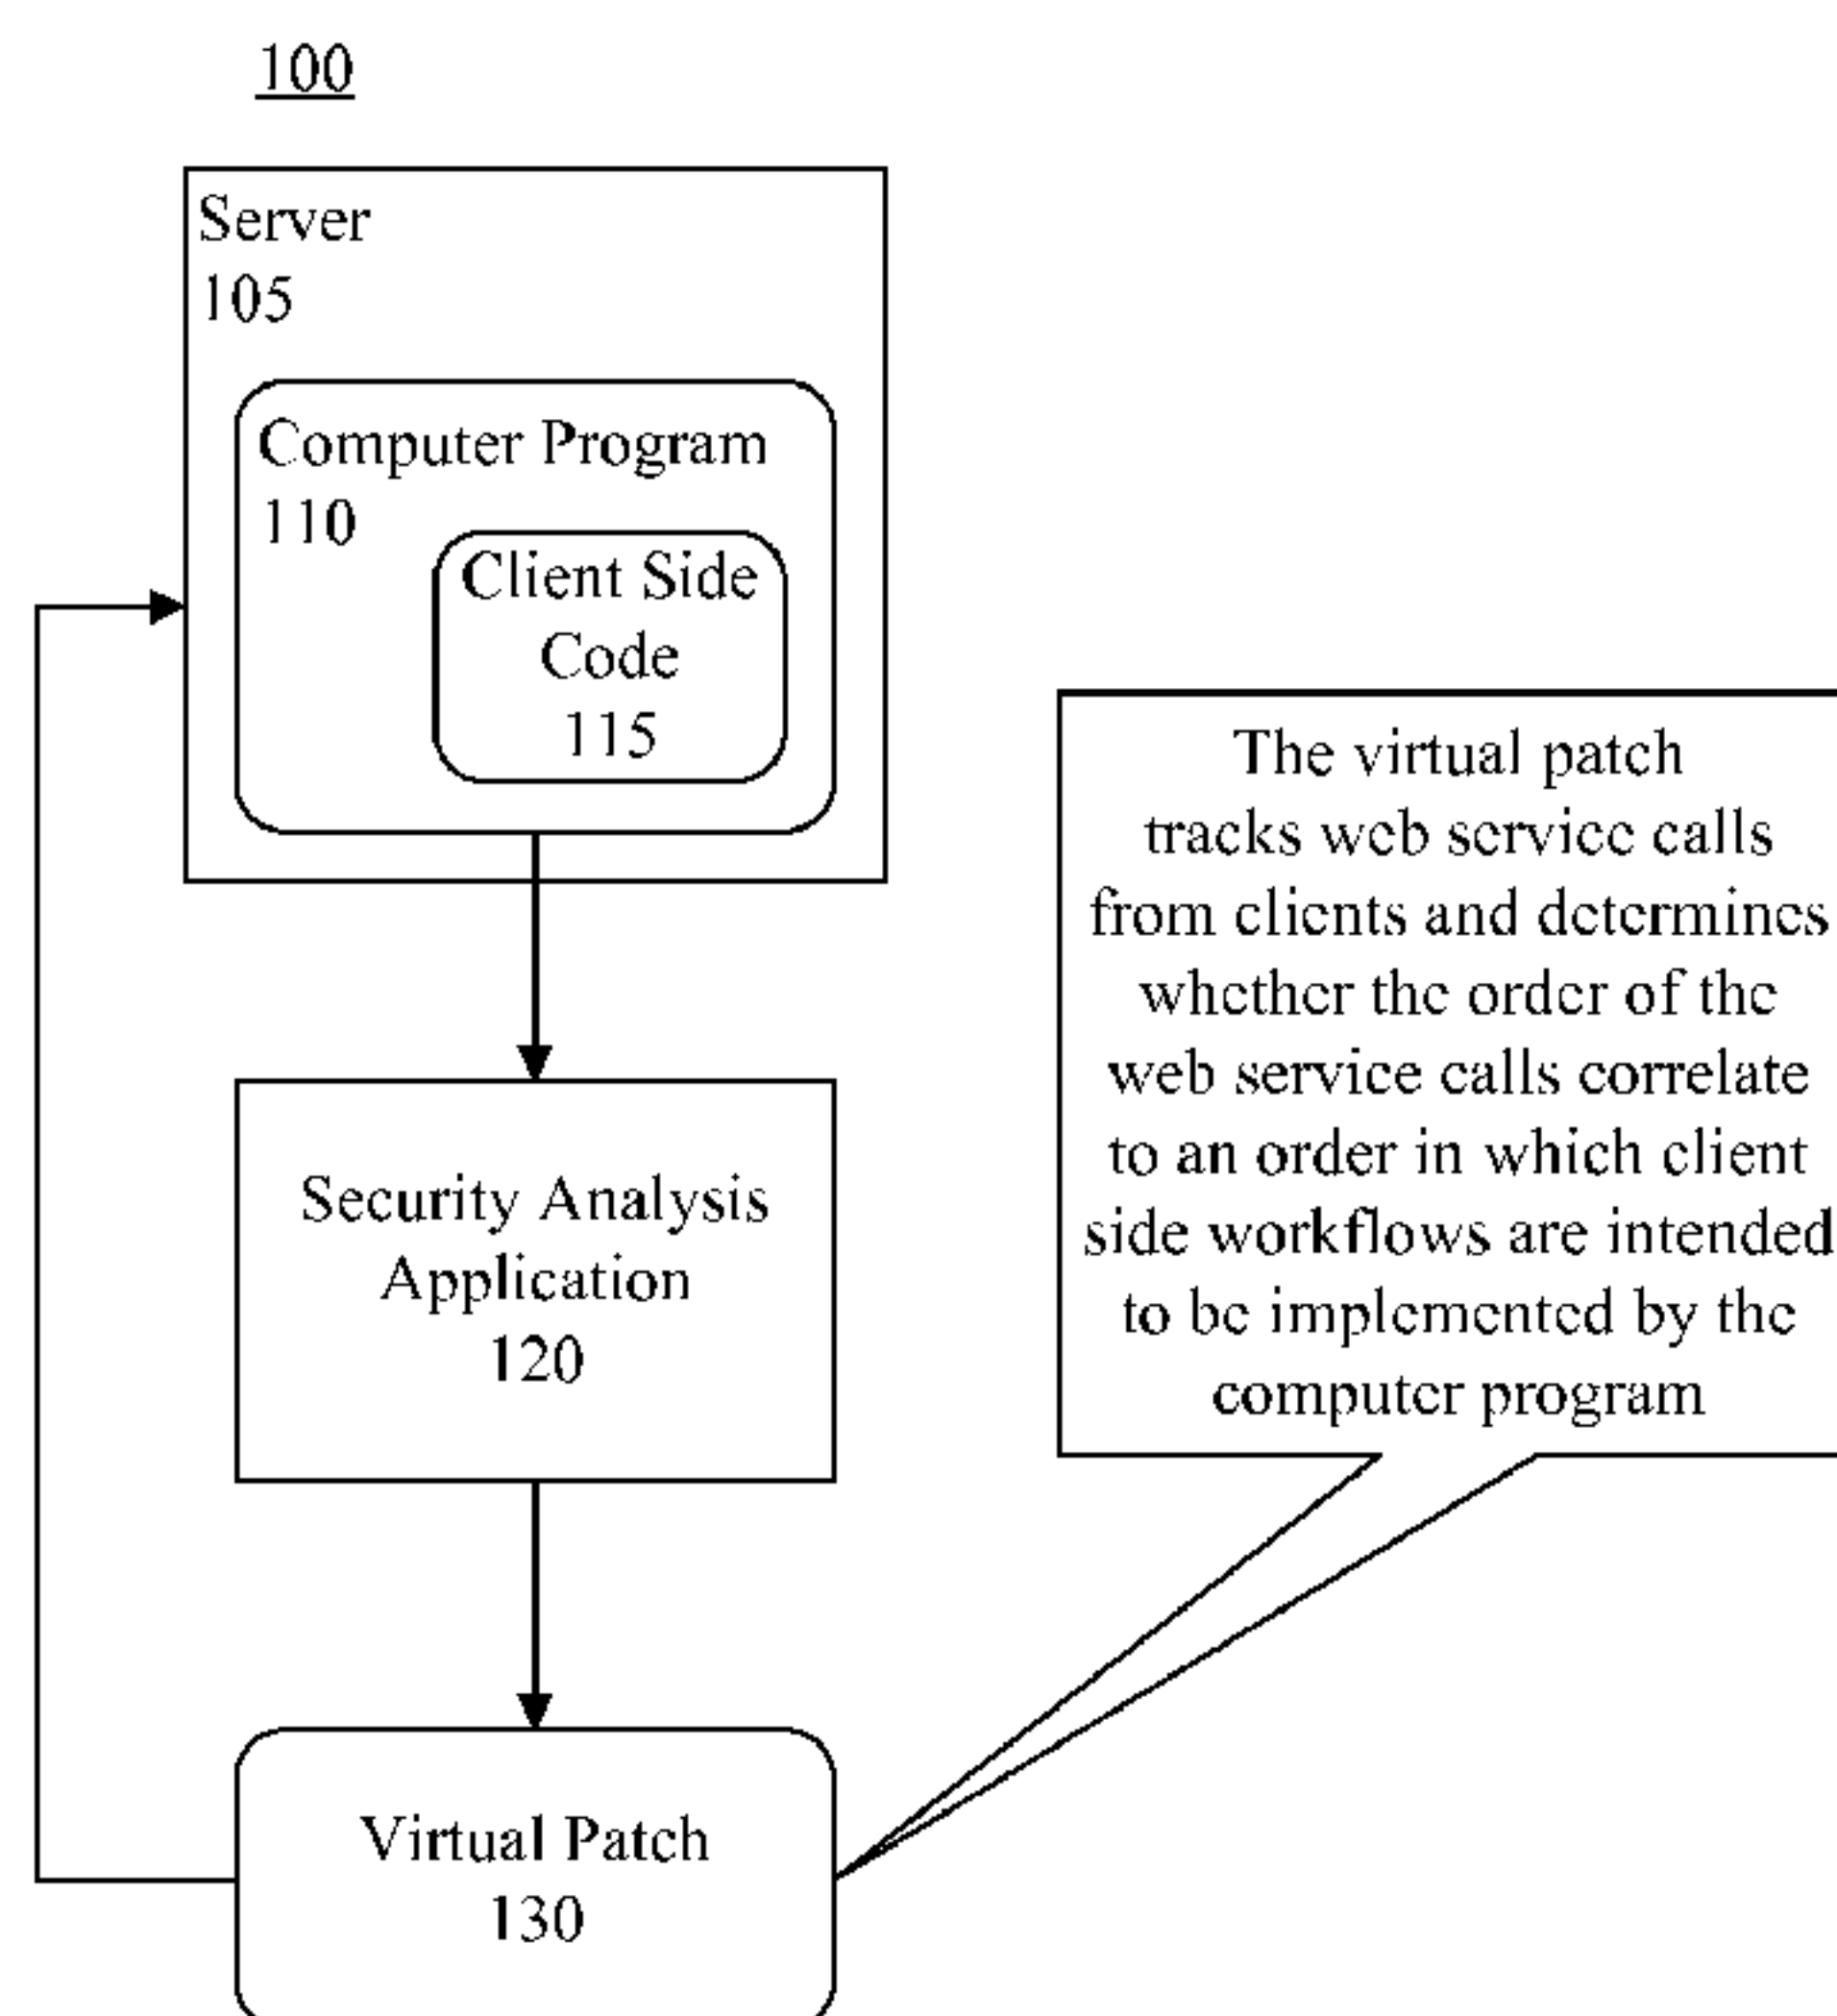 100
Server
105
Computer Program
110
Client Side
Code
115
The virtual patch
tracks web service calls
from clients and determines
whether the order of the
web service calls correlate
to an order in which client
side workflows are intended
to be implemented by the
computer program
Security Analysis
Application
120
Virtual Patch
130